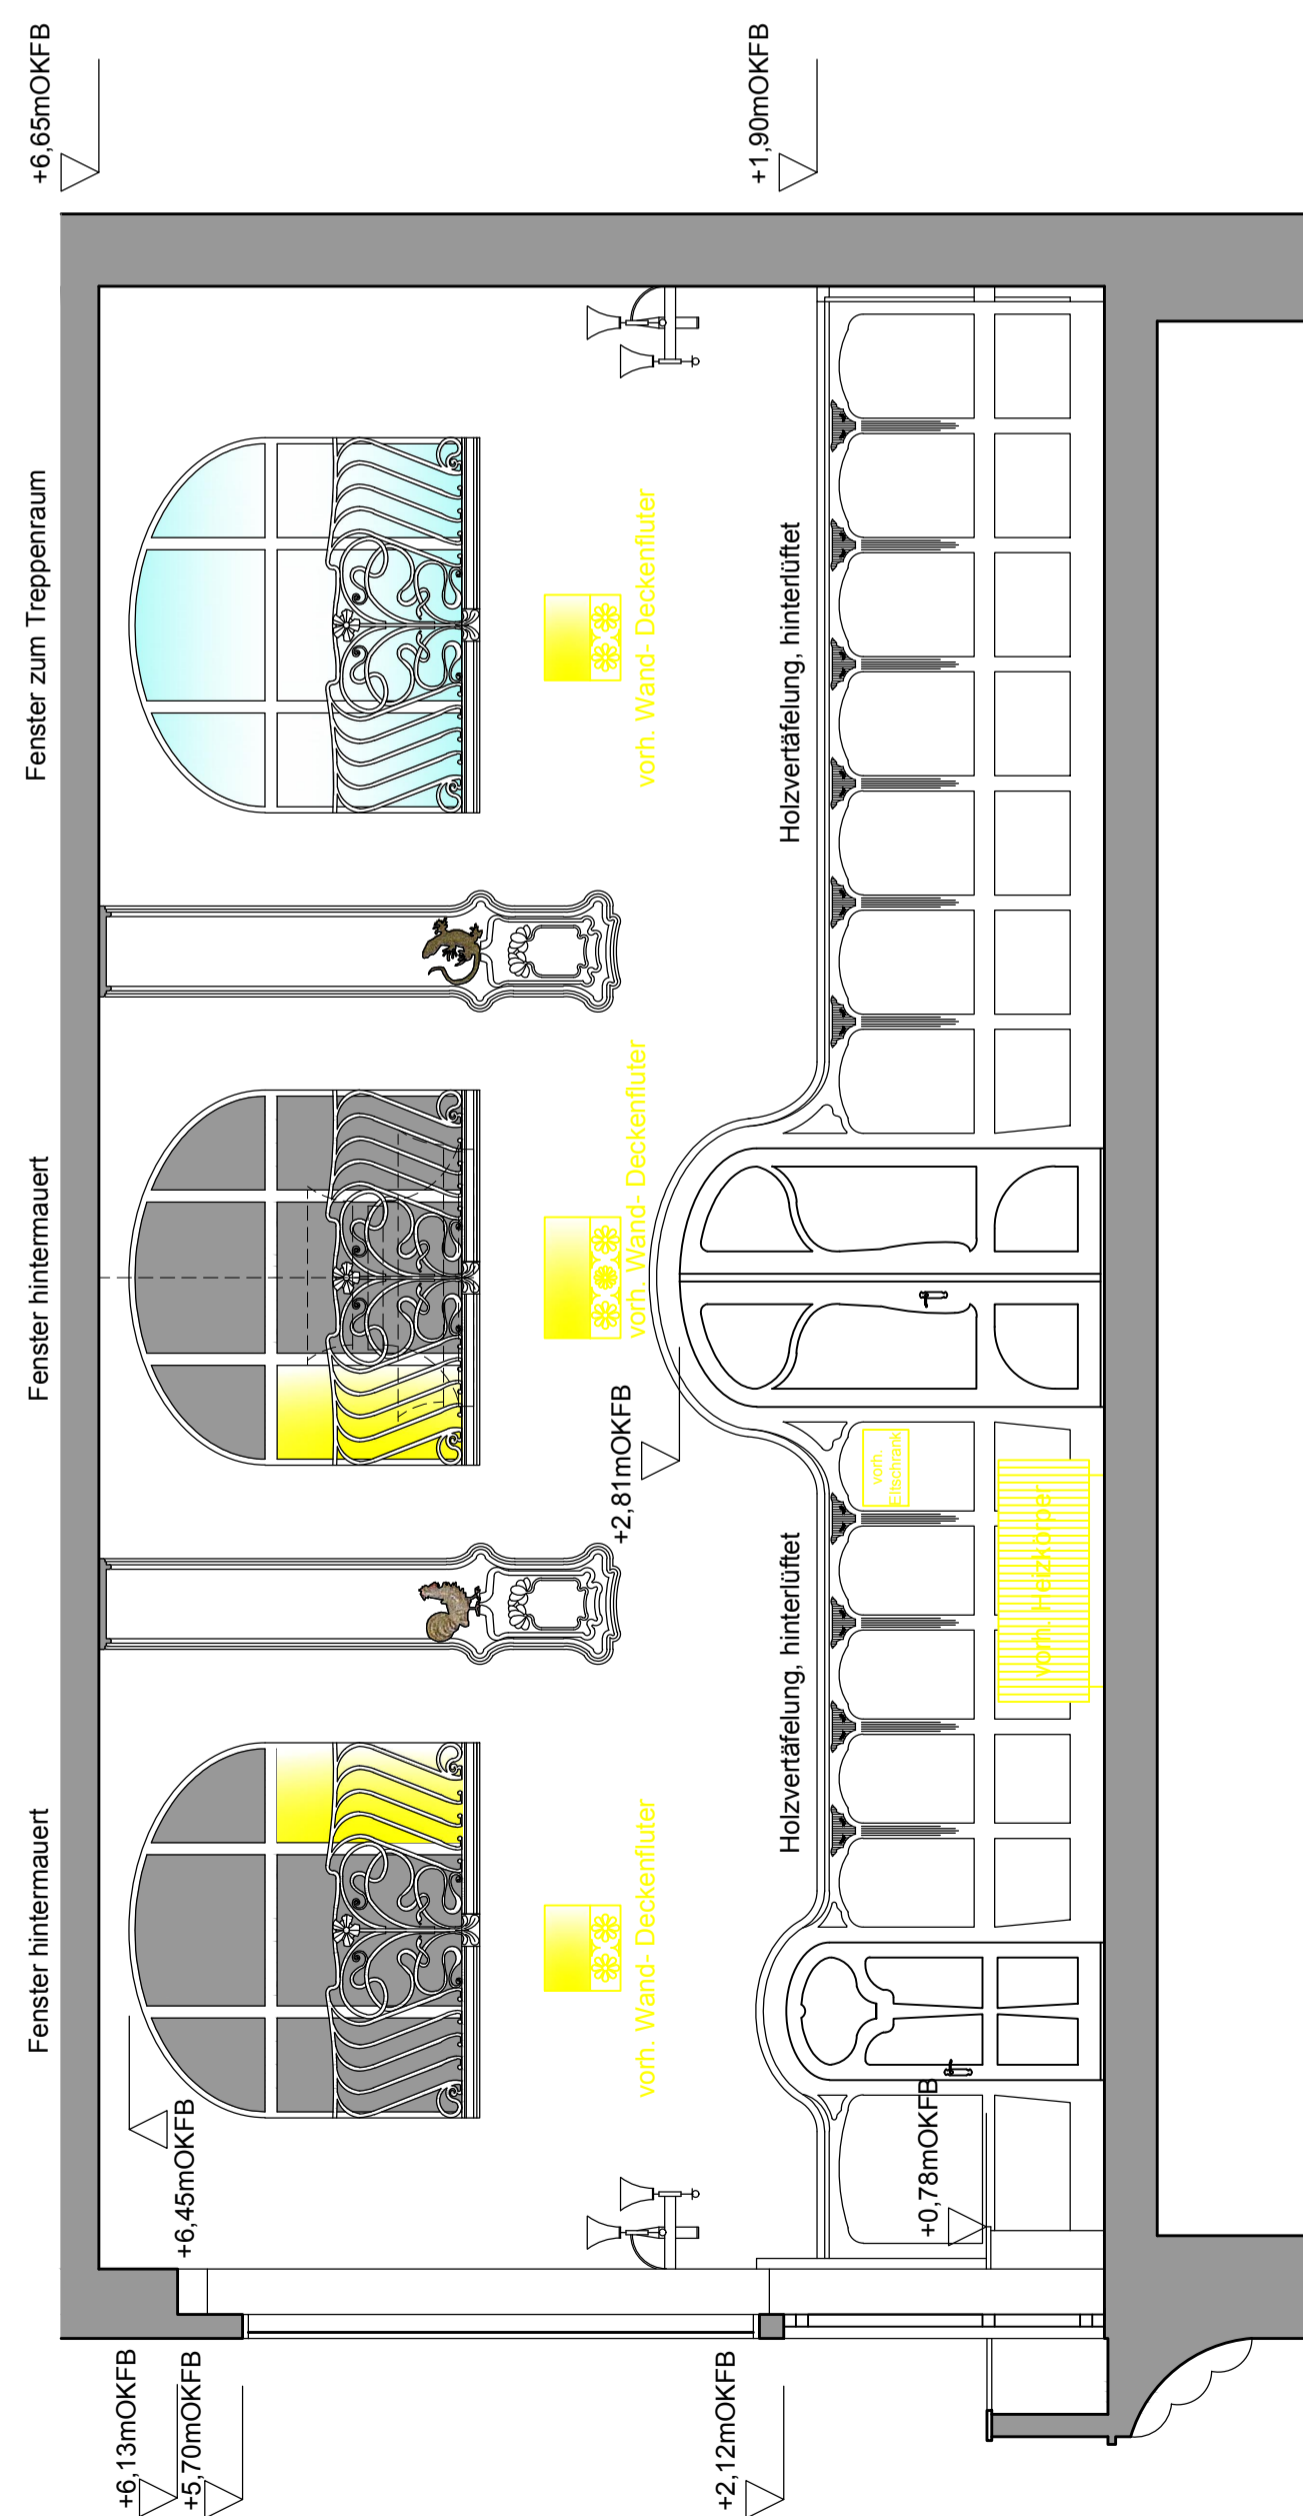 +6,13mOKFB
+5,70mOKFB
+6,45mOKFB
Fenster hintermauert
Fenster hintermauert
Fenster zum Treppenraum
+6,65mOKFB
vorh. Wand- Deckenfluter
vorh. Wand- Deckenfluter
vorh. Wand- Deckenfluter
+2,81mOKFB
+1,90mOKFB
+2,12mOKFB
Holzvertäfelung, hinterlüftet
Holzvertäfelung, hinterlüftet
vorh.
Eltschrank
+0,78mOKFB
vorh. Heizkörper